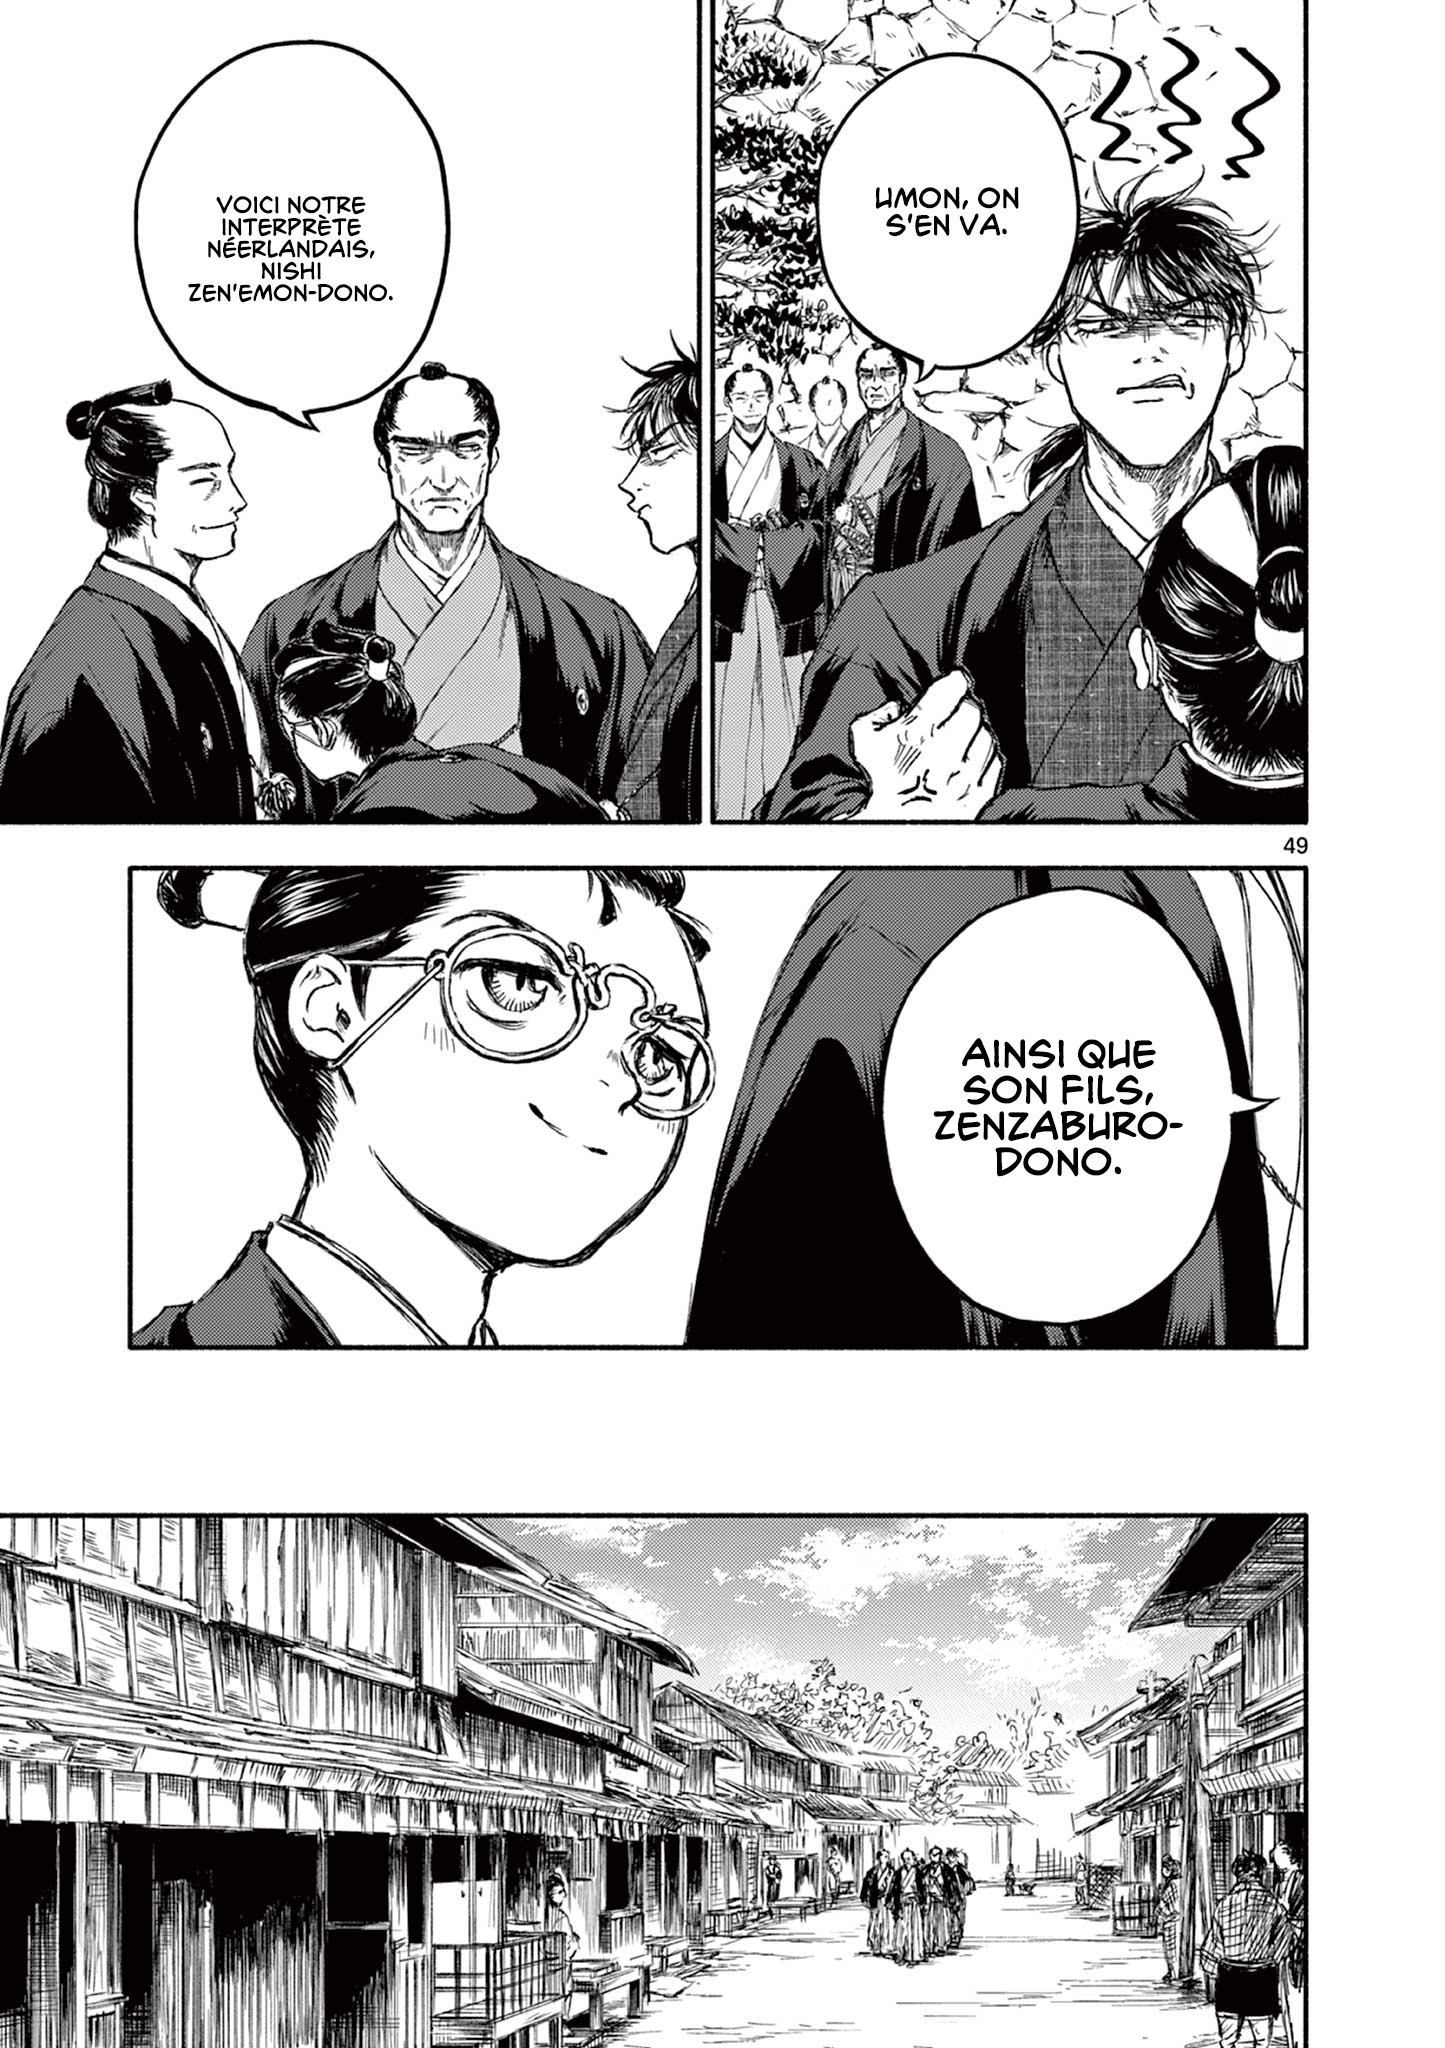 UMON, ON
S'EN VA.
VOICI NOTRE
INTERPRÈTE
NÉERLANDAIS,
NISHI
ZEN'EMON-DONO.
49
AINSI QUE
SON FILS,
ZENZABURO-
DONO.